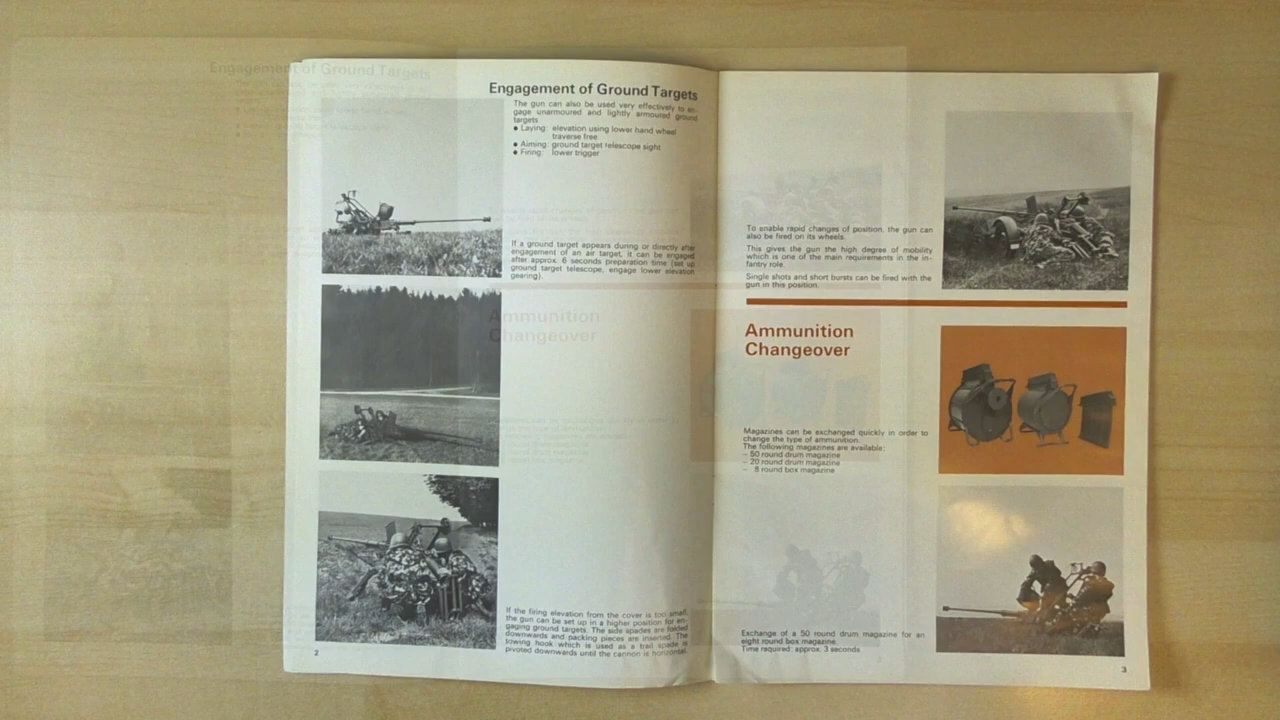 Engagement of Ground Targets
The gun can also be used very effectively to en-
gage unarmoured and lightly armoured ground
targets
● Laying: elevation using lower hand wheel
traverse free
● Aiming: ground target telescope sight
● Firing: lower trigger
If a ground target appears during or directly after
engagement of an air target, it can be engaged
after approx. 6 seconds preparation time (set up
ground target telescope, engage lower elevation
gearing).
If the firing elevation from the cover is too small,
the gun can be set up in a higher position for en-
gaging ground targets. The side spades are folded
downwards and packing pieces are inserted. The
towing hook which is used as a trail spade is
pivoted downwards until the cannon is horizontal.
2
To enable rapid changes of position, the gun can
also be fired on its wheels.
This gives the gun the high degree of mobility
which is one of the main requirements in the in-
fantry role.
Single shots and short bursts can be fired with the
gun in this position.
Ammunition
Changeover
Magazines can be exchanged quickly in order to
change the type of ammunition.
The following magazines are available:
– 50 round drum magazine
– 20 round drum magazine
– 8 round box magazine
Exchange of a 50 round drum magazine for an
eight round box magazine.
Time required: approx. 3 seconds
3
Engagement of Ground Targets
Ammunition
Changeover